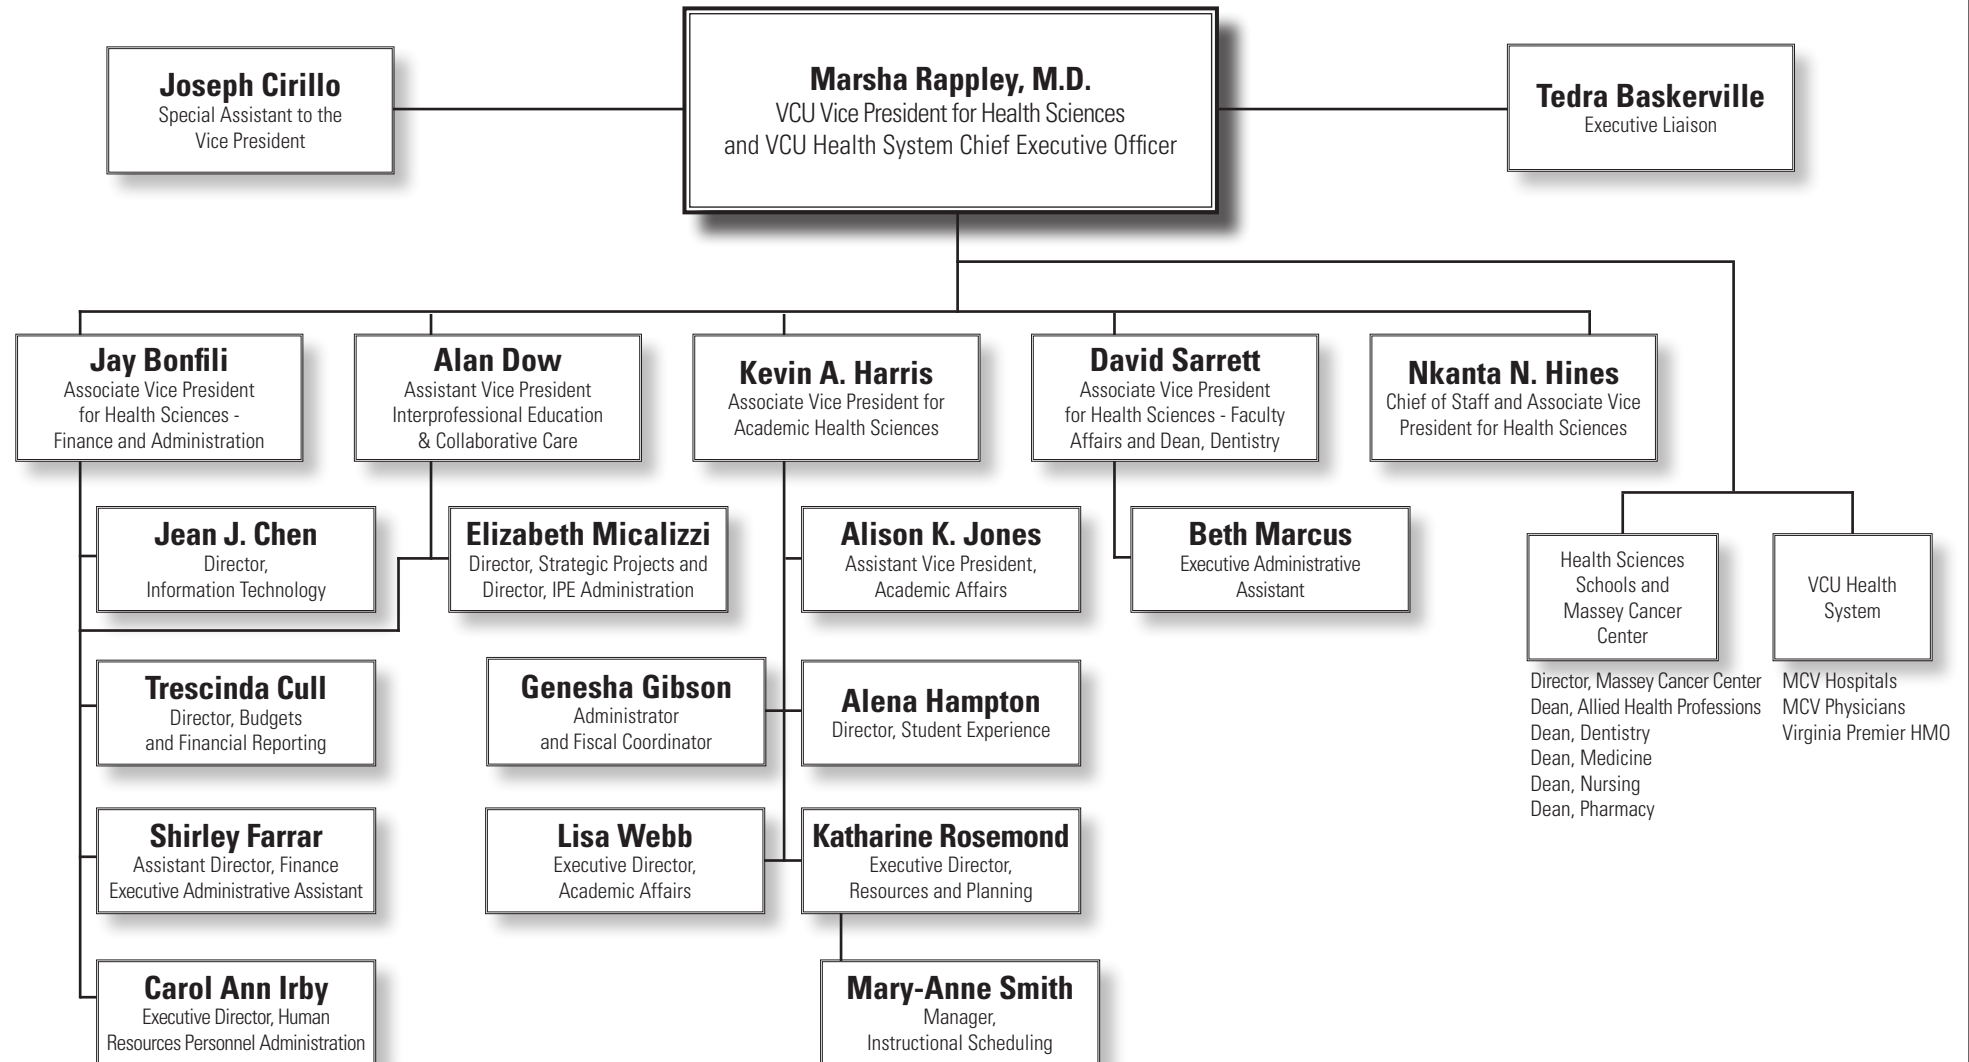 Joseph Cirillo
Special Assistant to the
Vice President
Marsha Rappley, M.D.
VCU Vice President for Health Sciences
and VCU Health System Chief Executive Officer
Tedra Baskerville
Executive Liaison
Jay Bonfili
Associate Vice President
for Health Sciences -
Finance and Administration
Alan Dow
Assistant Vice President
Interprofessional Education
& Collaborative Care
Kevin A. Harris
Associate Vice President for
Academic Health Sciences
David Sarrett
Associate Vice President
for Health Sciences - Faculty
Affairs and Dean, Dentistry
Nkanta N. Hines
Chief of Staff and Associate Vice
President for Health Sciences
Jean J. Chen
Director,
Information Technology
Elizabeth Micalizzi
Director, Strategic Projects and
Director, IPE Administration
Alison K. Jones
Assistant Vice President,
Academic Affairs
Beth Marcus
Executive Administrative
Assistant
Health Sciences
Schools and
Massey Cancer
Center
VCU Health
System
Director, Massey Cancer Center
Dean, Allied Health Professions
Dean, Dentistry
Dean, Medicine
Dean, Nursing
Dean, Pharmacy
MCV Hospitals
MCV Physicians
Virginia Premier HMO
Trescinda Cull
Director, Budgets
and Financial Reporting
Genesha Gibson
Administrator
and Fiscal Coordinator
Alena Hampton
Director, Student Experience
Shirley Farrar
Assistant Director, Finance
Executive Administrative Assistant
Lisa Webb
Executive Director,
Academic Affairs
Katharine Rosemond
Executive Director,
Resources and Planning
Carol Ann Irby
Executive Director, Human
Resources Personnel Administration
Mary-Anne Smith
Manager,
Instructional Scheduling